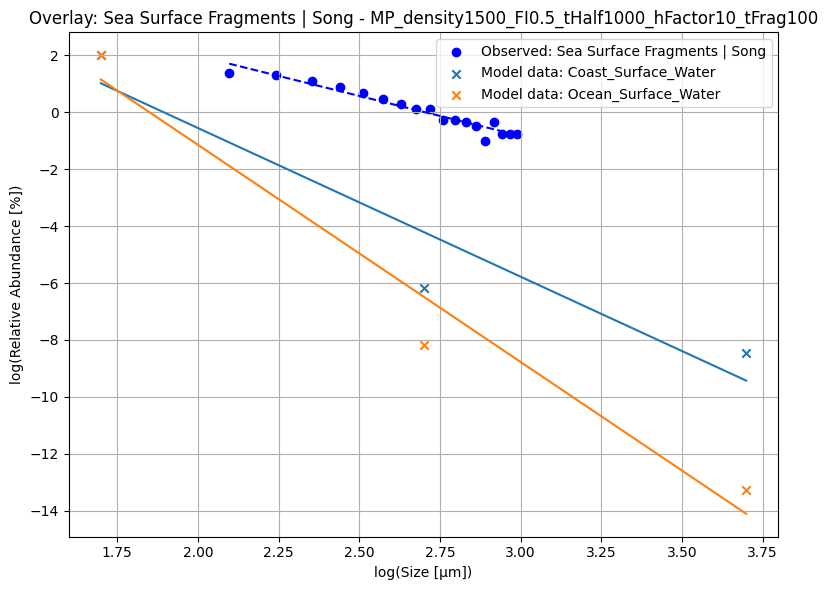 Overlay: Sea Surface Fragments | Song - MP_density1500_FI0.5_tHalf1000_hFactor10_tFrag100
Observed: Sea Surface Fragments | Song
Model data: Coast_Surface_Water
Model data: Ocean_Surface_Water
log(Relative Abundance [%])
2
0
−2
−4
−6
−8
−10
−12
−14
1.75 2.00 2.25 2.50 2.75 3.00 3.25 3.50 3.75
log(Size [µm])